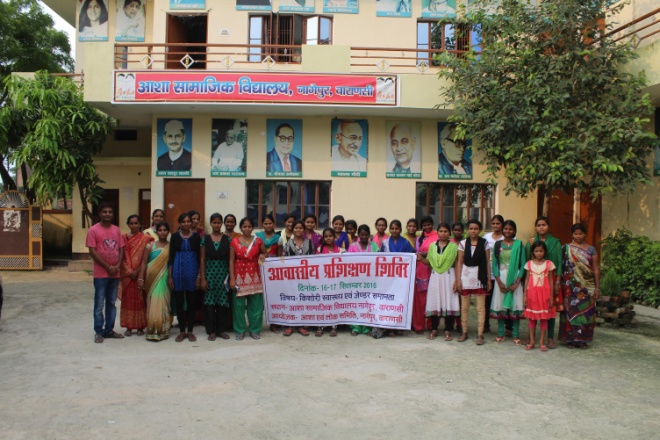 आशा सामाजिक विद्यालय, नागेपुर, वाराणसी
आवासीय प्रशिक्षण शिविर
दिनांक- 16-17 सितम्बर 2016
विषय- किशोरी स्वास्थ्य एवं जेण्डर समानता
स्थान- आशा सामाजिक विद्यालय नागेपुर, वाराणसी
आयोजक- आशा एवं लोक समिति, नागेपुर, वाराणसी